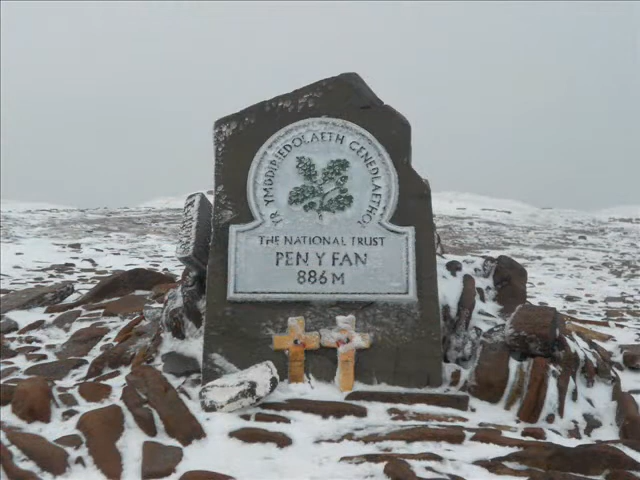 YR YMDDIRIEDOLAETH GENEDLAETHOL
THE NATIONAL TRUST
PEN Y FAN
886 M